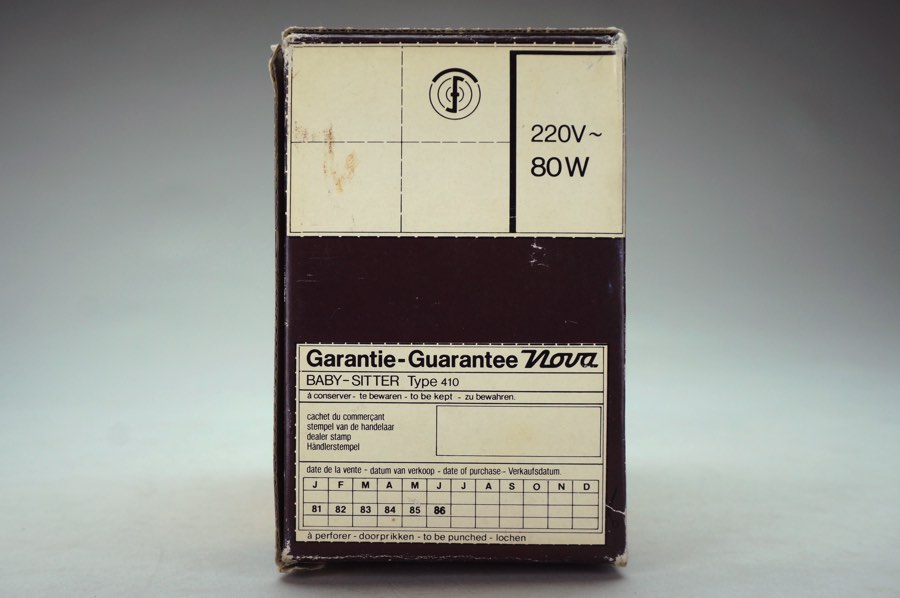 220V~
80W
Garantie-Guarantee Nova
BABY-SITTER Type 410
à conserver - te bewaren - to be kept - zu bewahren.
cachet du commerçant
stempel van de handelaar
dealer stamp
Händlerstempel
date de la vente - datum van verkoop - date of purchase - Verkaufsdatum.
J F M A M J J A S O N D
81 82 83 84 85 86
à perforer - doorprikken - to be punched - lochen